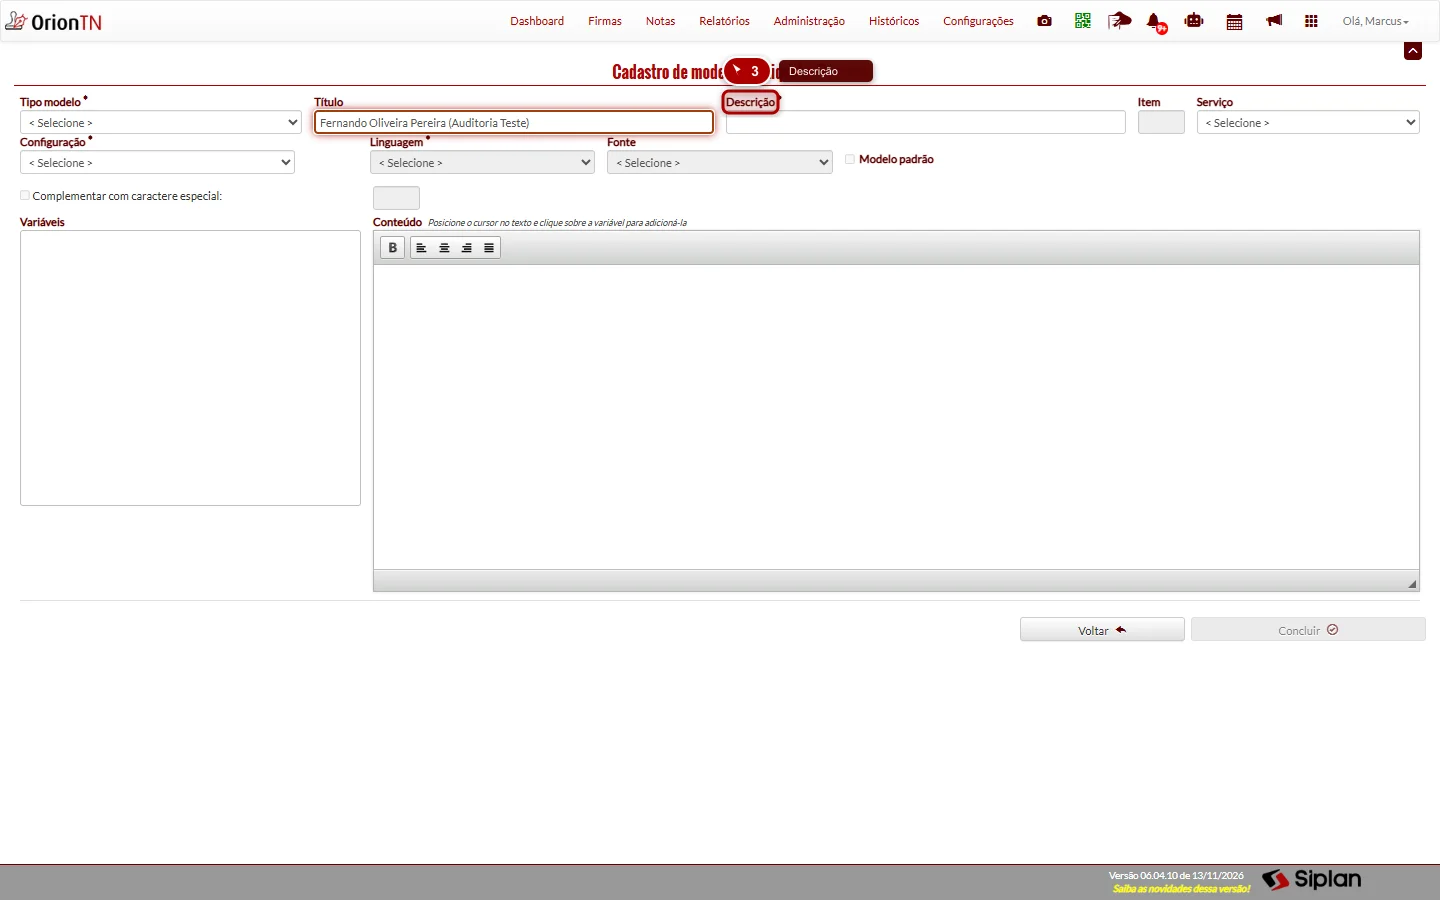 OrionTN
Dashboard Firmas Notas Relatórios Administração Históricos Configurações 9+ Olá, Marcus
3 Descrição
Cadastro de mode
Tipo modelo * Título Descrição * Item Serviço
< Selecione > Fernando Oliveira Pereira (Auditoria Teste) < Selecione >
Configuração * Linguagem * Fonte
< Selecione > < Selecione > < Selecione > Modelo padrão
Complementar com caractere especial:
Variáveis Conteúdo Posicione o cursor no texto e clique sobre a variável para adicioná-la
B
Voltar Concluir
Versão 06.04.10 de 13/11/2026
Saiba as novidades dessa versão!
Siplan